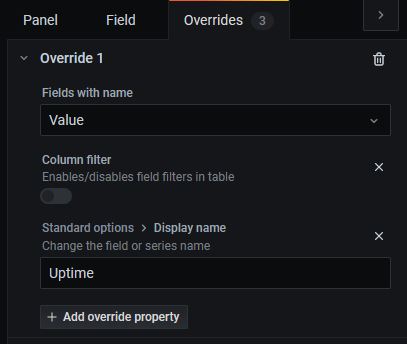 Panel
Field
Overrides 3
Override 1
Fields with name
Value
Column filter
Enables/disables field filters in table
Standard options > Display name
Change the field or series name
Uptime
+ Add override property